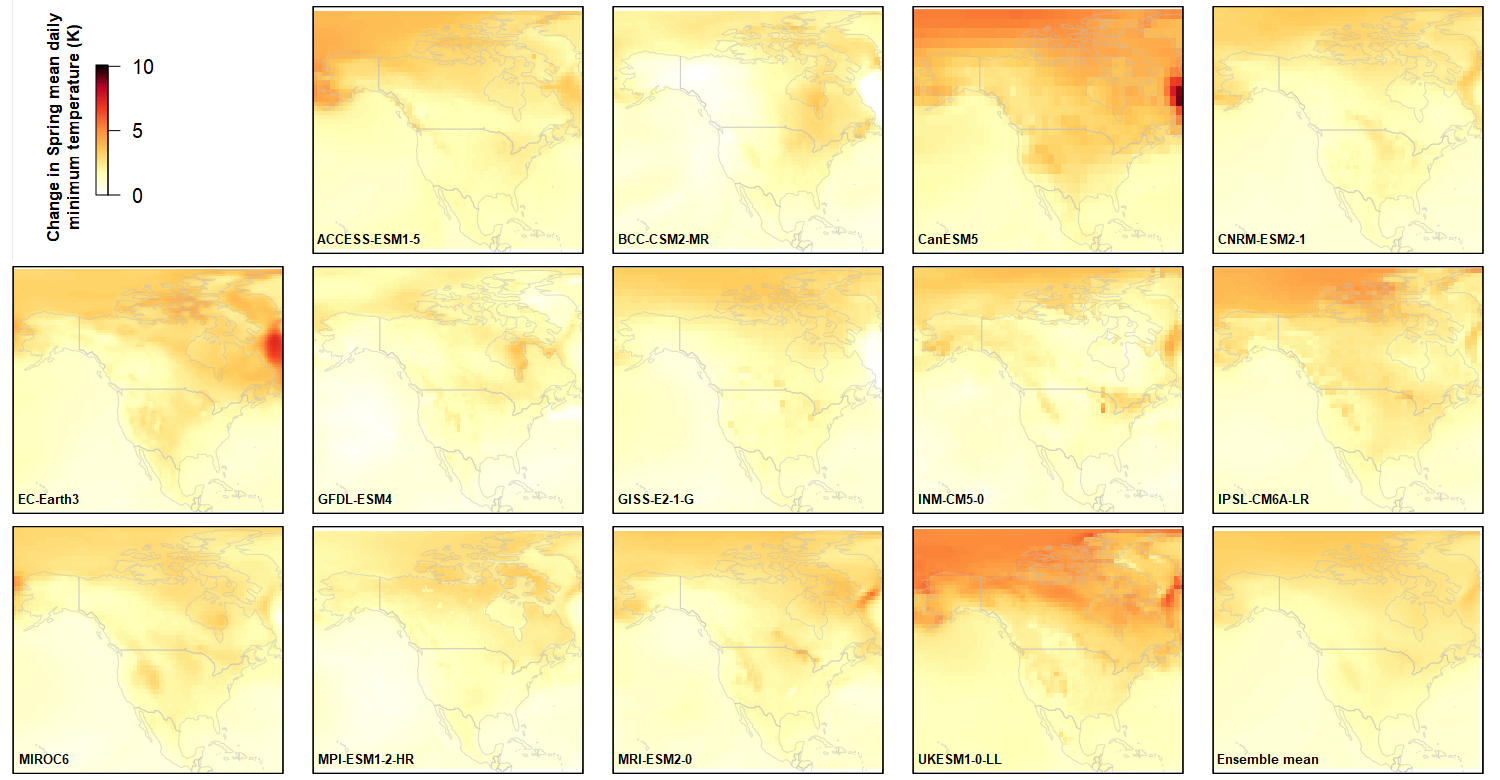 Change in Spring mean daily
minimum temperature (K)
10
5
0
ACCESS-ESM1-5
BCC-CSM2-MR
CanESM5
CNRM-ESM2-1
EC-Earth3
GFDL-ESM4
GISS-E2-1-G
INM-CM5-0
IPSL-CM6A-LR
MIROC6
MPI-ESM1-2-HR
MRI-ESM2-0
UKESM1-0-LL
Ensemble mean